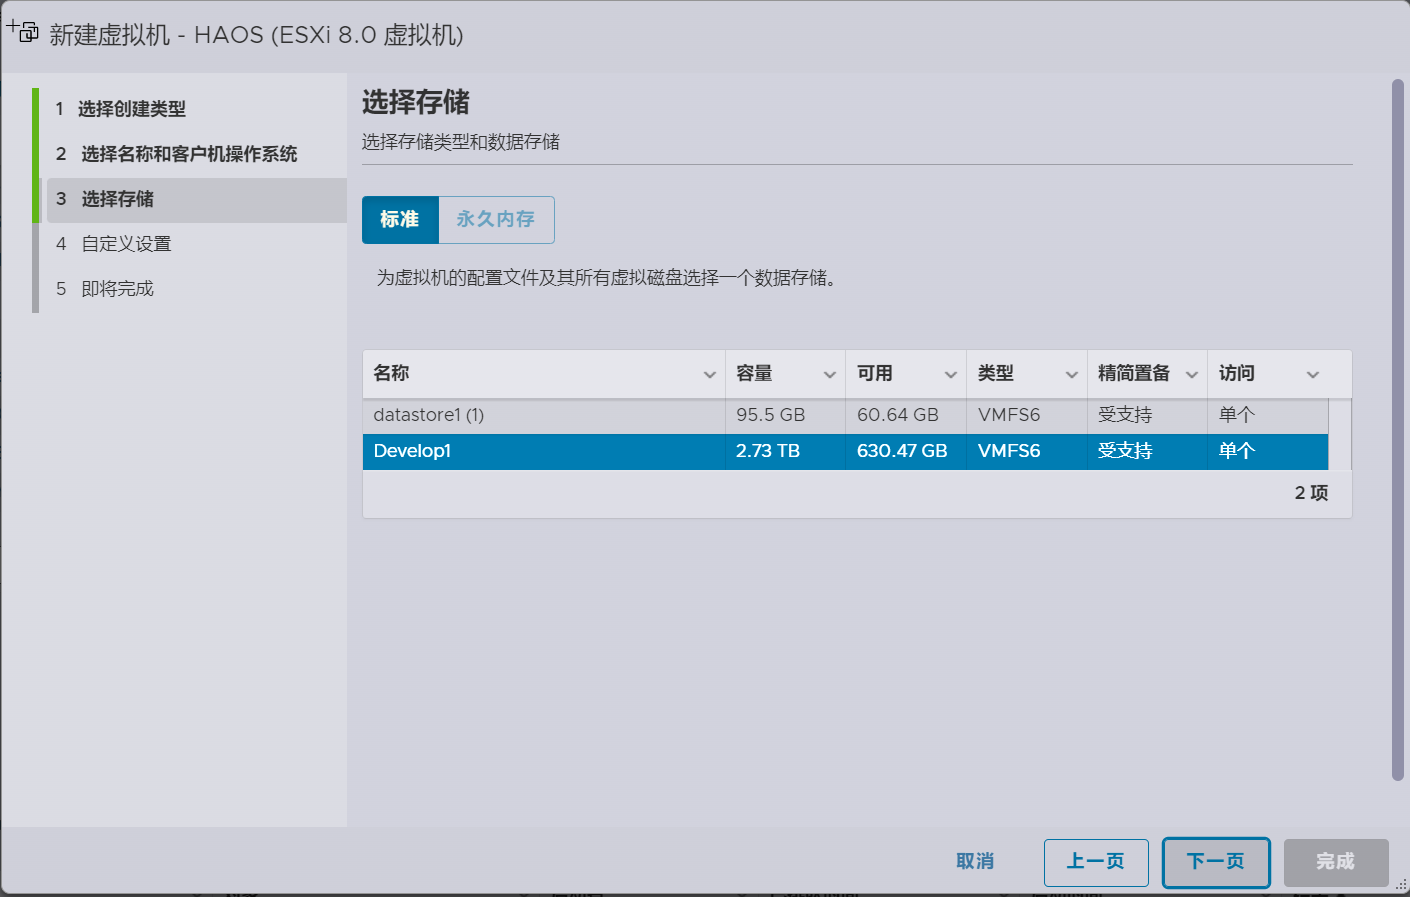 新建虚拟机 - HAOS (ESXi 8.0 虚拟机)
1 选择创建类型
2 选择名称和客户机操作系统
3 选择存储
4 自定义设置
5 即将完成
选择存储
选择存储类型和数据存储
标准 永久内存
为虚拟机的配置文件及其所有虚拟磁盘选择一个数据存储。
名称 容量 可用 类型 精简置备 访问
datastore1 (1) 95.5 GB 60.64 GB VMFS6 受支持 单个
Develop1 2.73 TB 630.47 GB VMFS6 受支持 单个
2 项
取消 上一页 下一页 完成